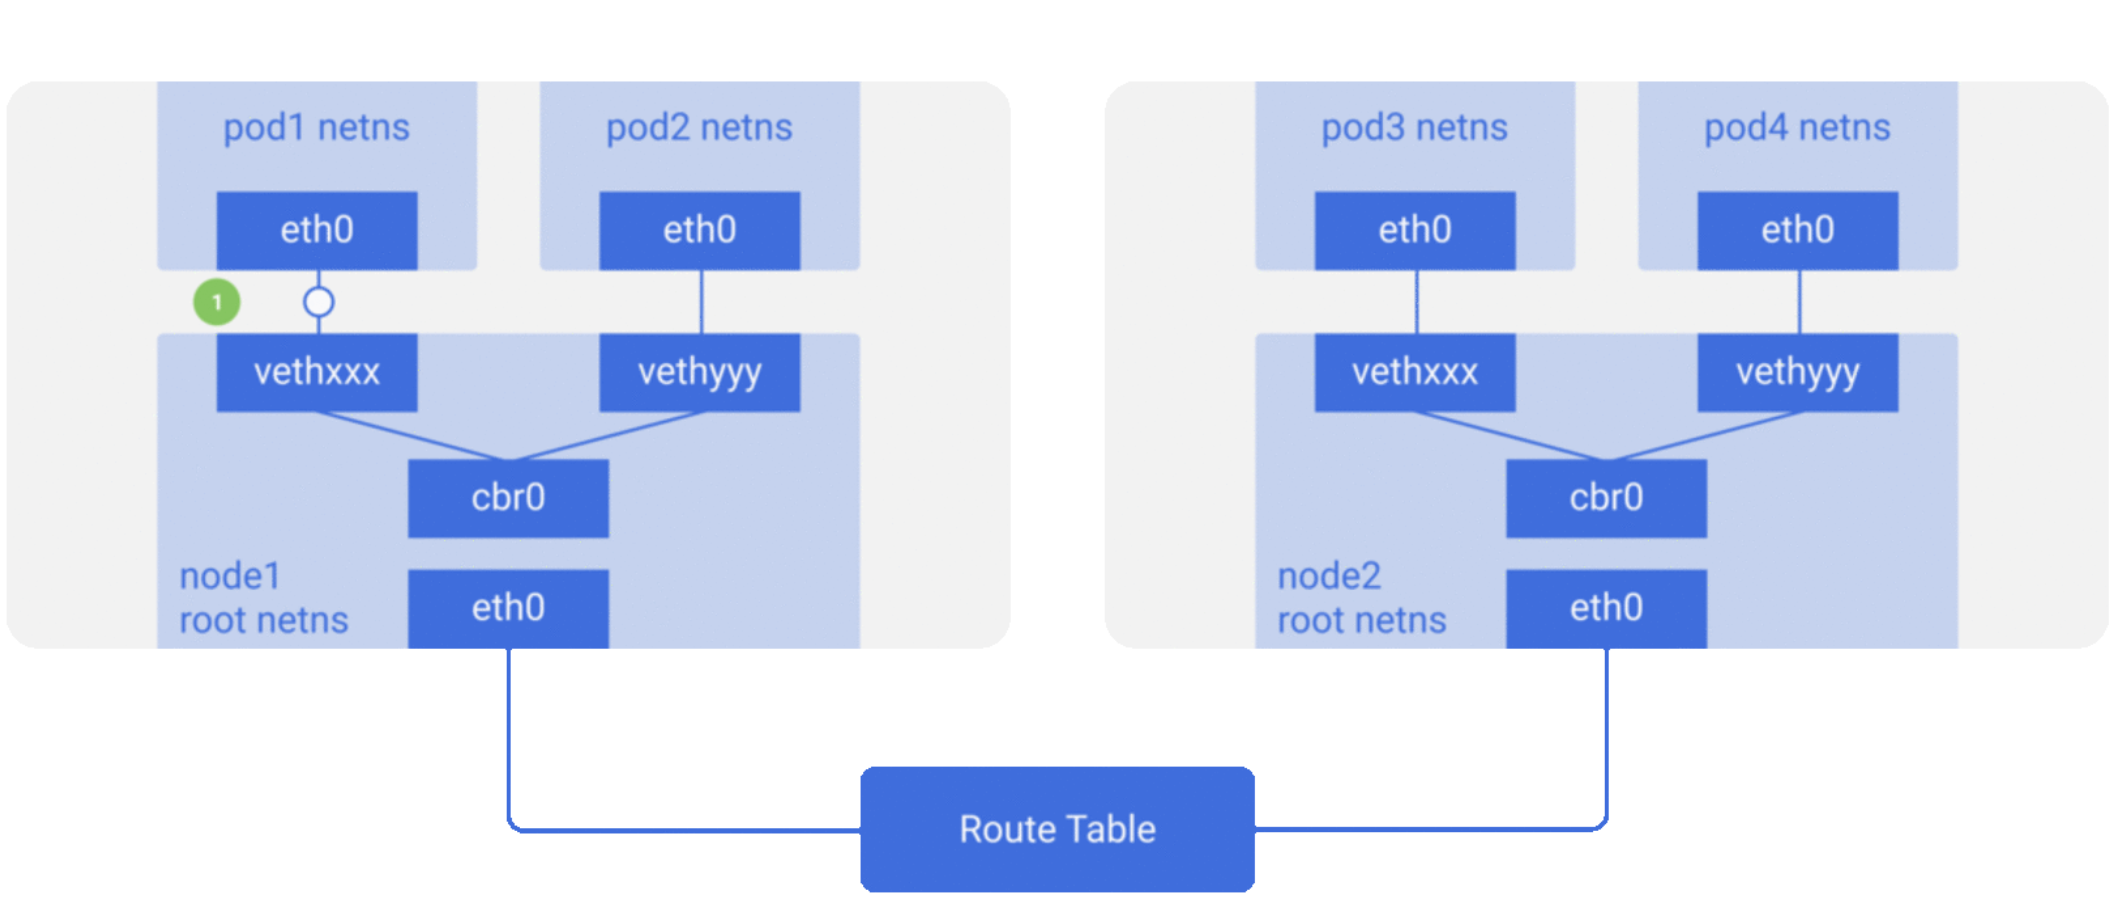 pod1 netns
pod2 netns
eth0
eth0
1
vethxxx
vethyyy
cbr0
node1
root netns
eth0
pod3 netns
pod4 netns
eth0
eth0
vethxxx
vethyyy
cbr0
node2
root netns
eth0
Route Table